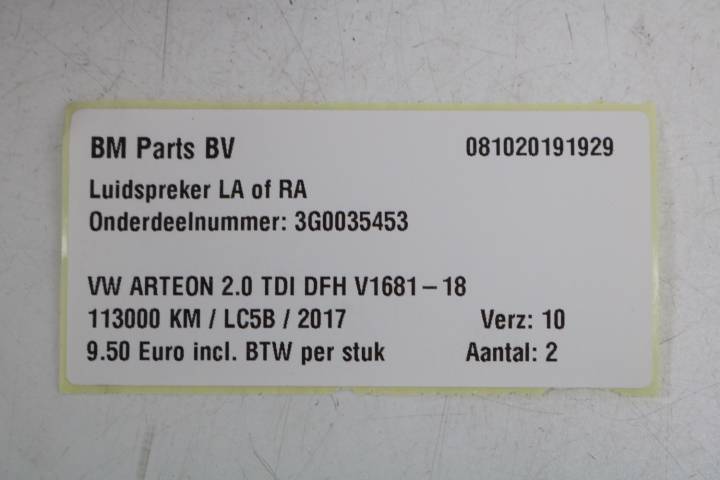 BM Parts BV 081020191929
Luidspreker LA of RA
Onderdeelnummer: 3G0035453
VW ARTEON 2.0 TDI DFH V1681-18
113000 KM / LC5B / 2017 Verz: 10
9.50 Euro incl. BTW per stuk Aantal: 2